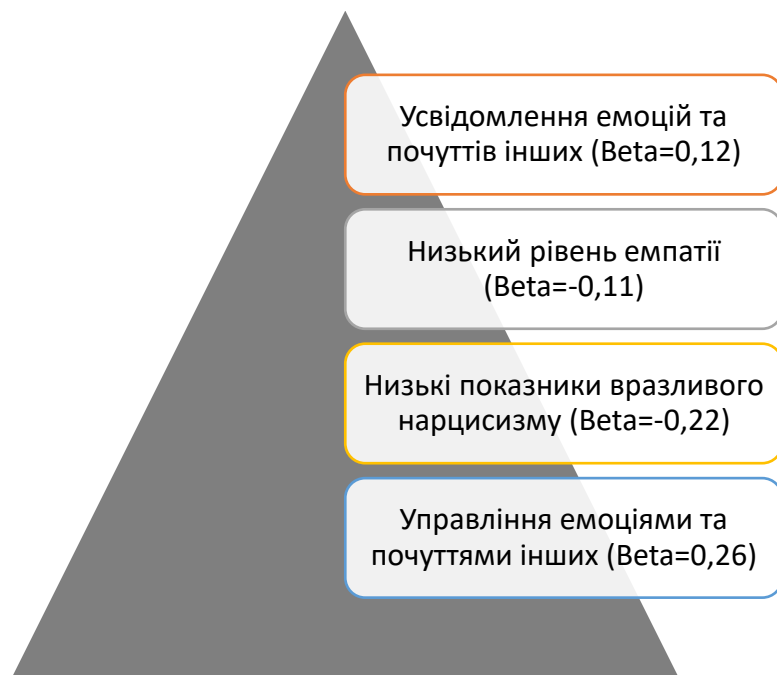 Усвідомлення емоцій та
почуттів інших (Beta=0,12)
Низький рівень емпатії
(Beta=-0,11)
Низькі показники вразливого
нарцисизму (Beta=-0,22)
Управління емоціями та
почуттями інших (Beta=0,26)